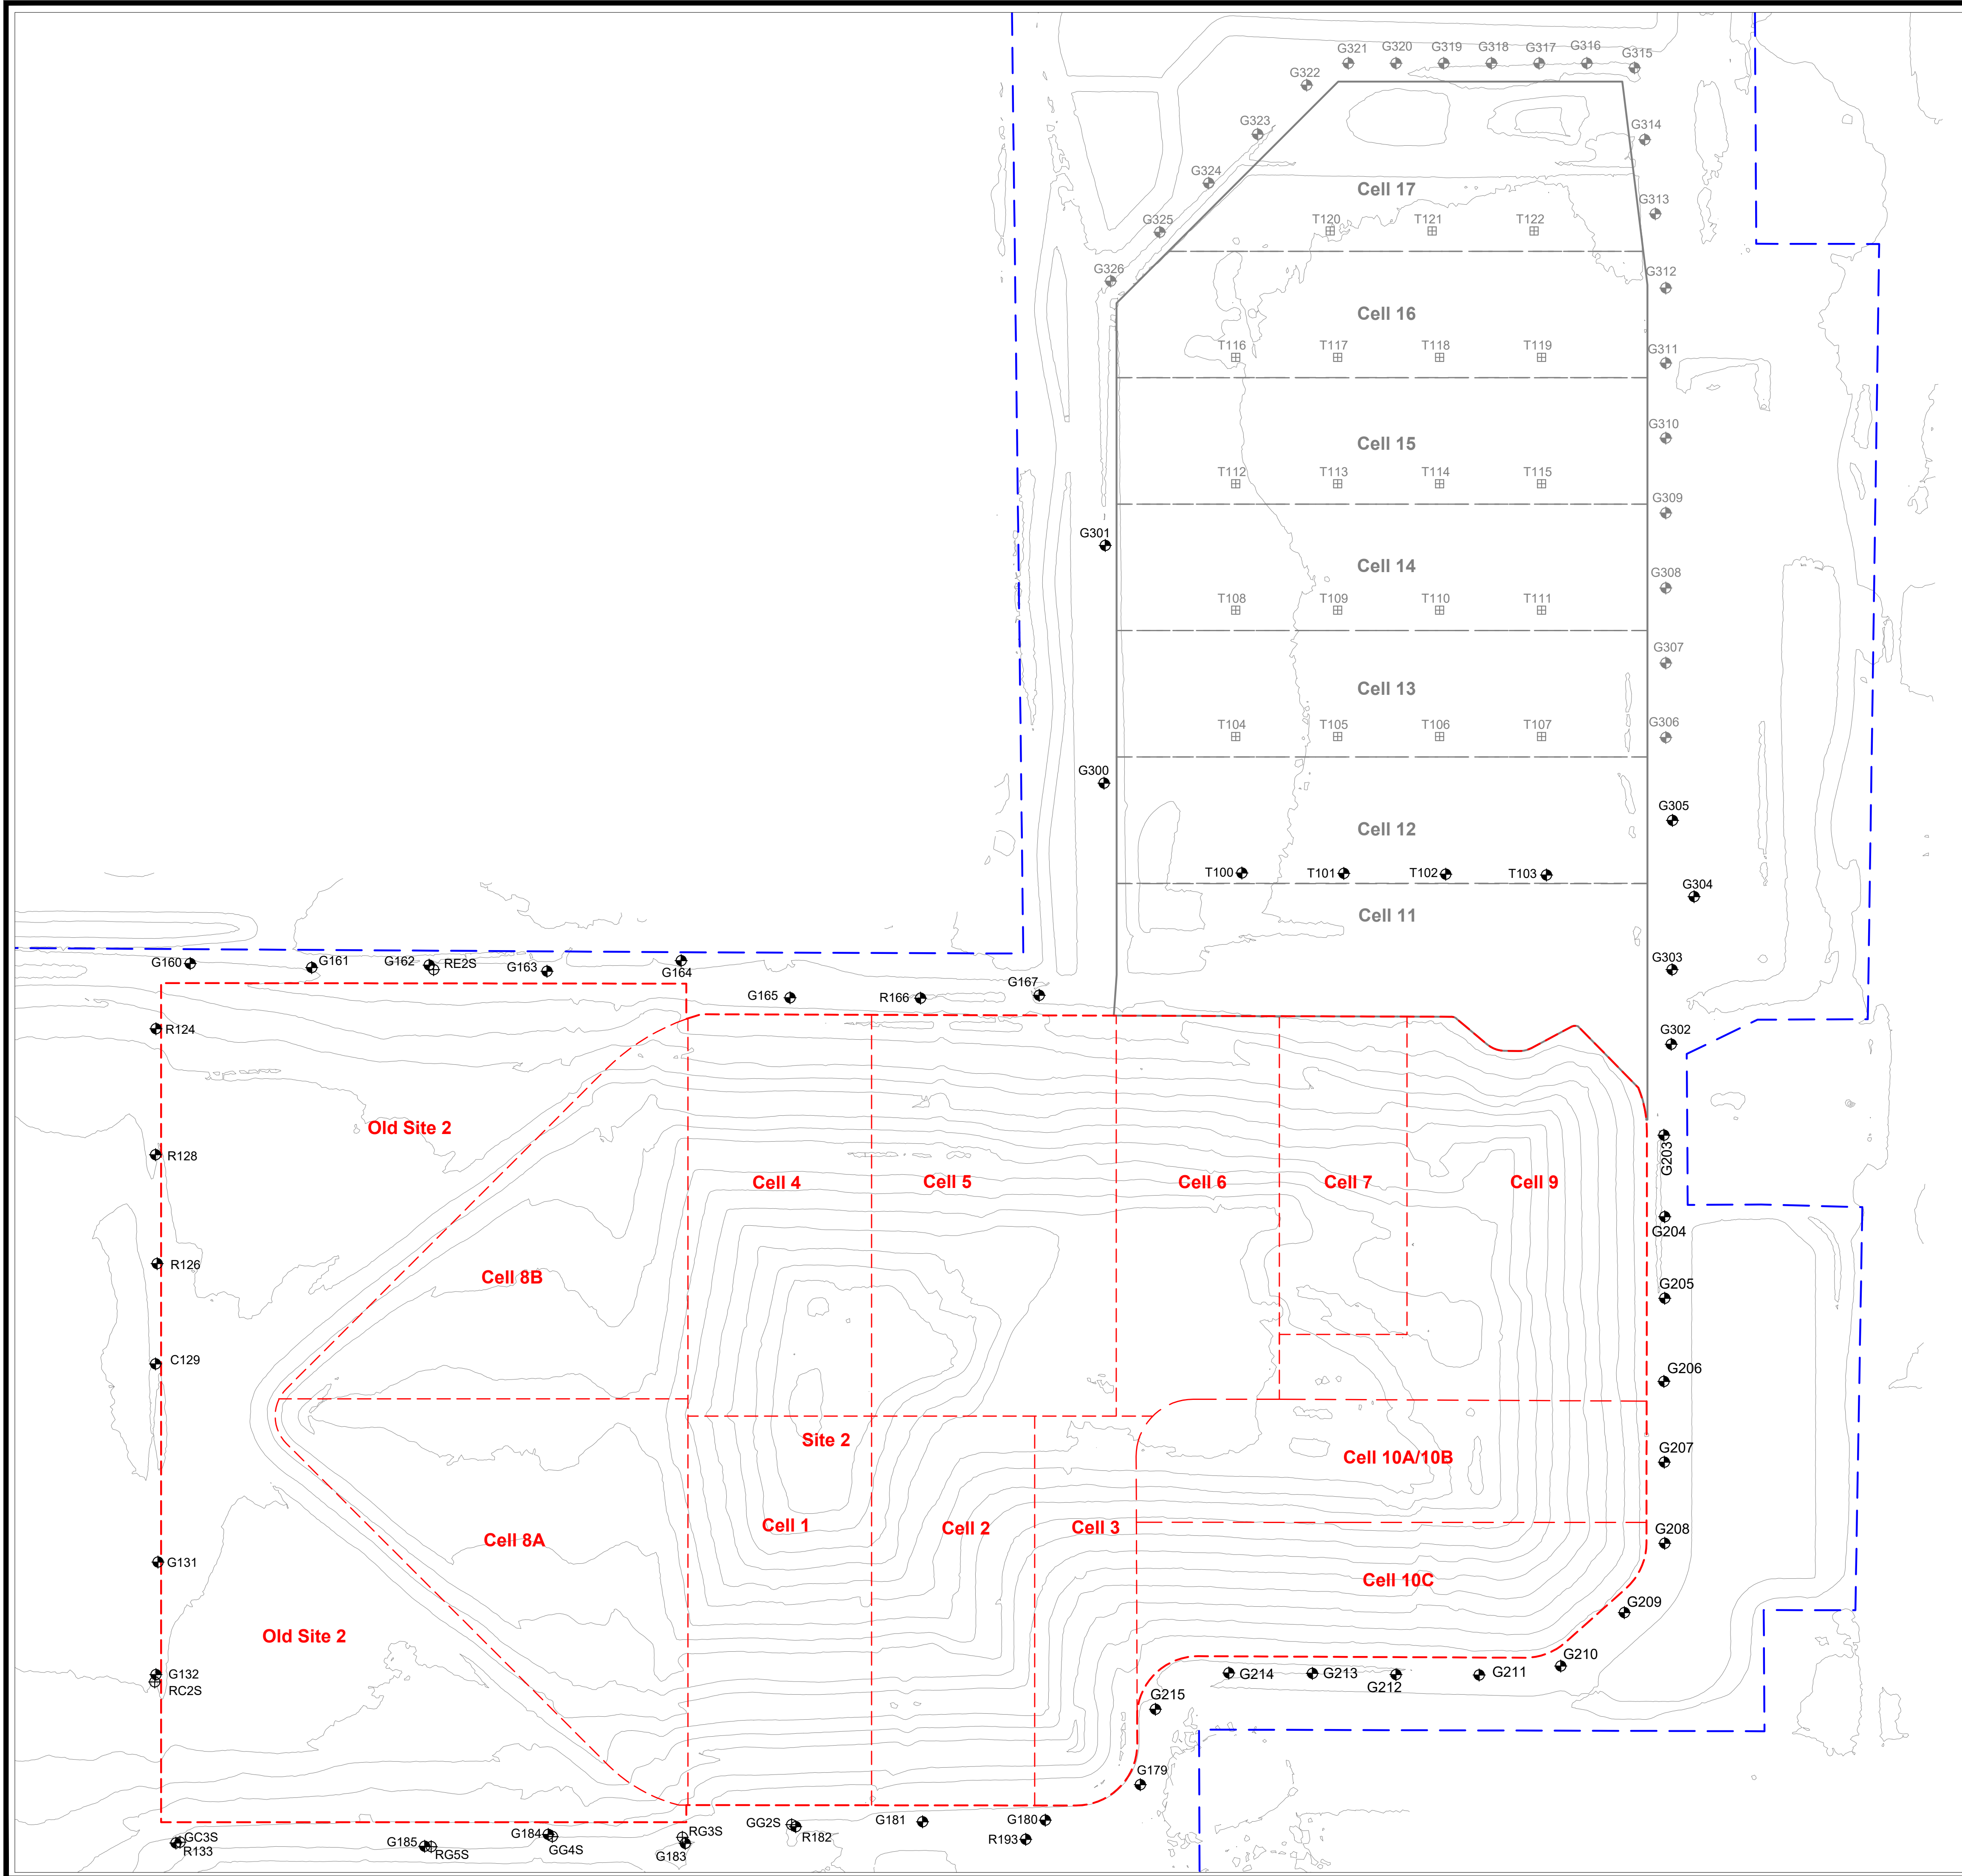 G321
G320
G319
G318
G317
G316
G315
G322
G323
G314
G324
Cell 17
G313
G325
T120
T121
T122
G326
G312
Cell 16
T116
T117
T118
T119
G311
G310
Cell 15
T112
T113
T114
T115
G309
G301
Cell 14
G308
T108
T109
T110
T111
G307
Cell 13
T104
T105
T106
T107
G306
G300
G305
Cell 12
T100
T101
T102
T103
G304
Cell 11
G160
G161
G162
RE2S
G163
G164
G303
G165
R166
G167
R124
G302
Old Site 2
R128
G203
Cell 4
Cell 5
Cell 6
Cell 7
Cell 9
G204
R126
Cell 8B
G205
C129
G206
Site 2
Cell 10A/10B
G207
Cell 1
Cell 2
Cell 3
Cell 8A
G208
G131
Cell 10C
G209
Old Site 2
G132
RC2S
G210
G214
G213
G212
G211
G215
G179
GC3S
R133
G185
RG5S
G184
GG4S
RG3S
G183
GG2S
R182
G181
G180
R193